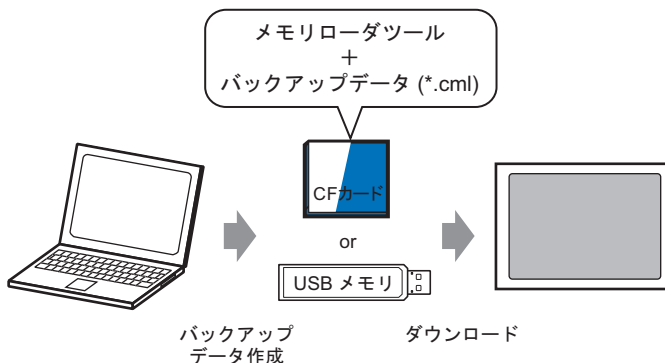 メモリローダツール
+
バックアップデータ (*.cml)
CFカード
or
USB メモリ
バックアップ
データ作成
ダウンロード